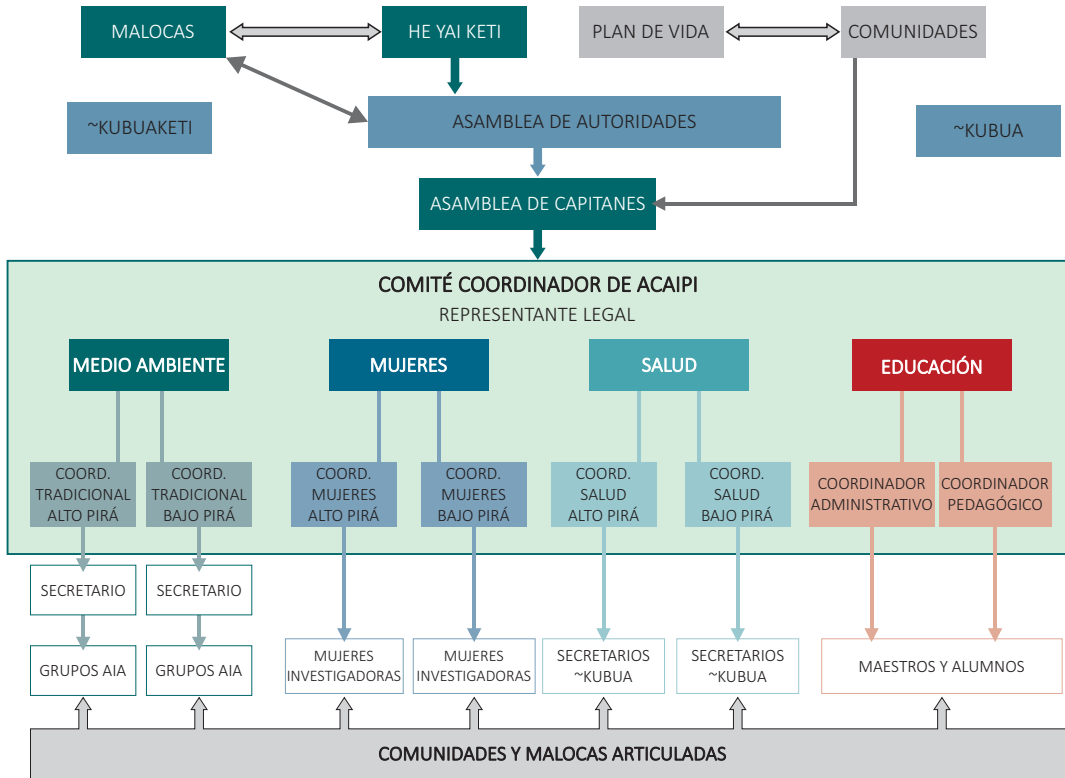 MALOCAS
HE YAI KETI
PLAN DE VIDA
COMUNIDADES
~KUBUAKETI
ASAMBLEA DE AUTORIDADES
~KUBUA
ASAMBLEA DE CAPITANES
COMITÉ COORDINADOR DE ACAIPI
REPRESENTANTE LEGAL
MEDIO AMBIENTE
MUJERES
SALUD
EDUCACIÓN
COORD.
TRADICIONAL
ALTO PIRÁ
COORD.
TRADICIONAL
BAJO PIRÁ
COORD.
MUJERES
ALTO PIRÁ
COORD.
MUJERES
BAJO PIRÁ
COORD.
SALUD
ALTO PIRÁ
COORD.
SALUD
BAJO PIRÁ
COORDINADOR
ADMINISTRATIVO
COORDINADOR
PEDAGÓGICO
SECRETARIO
SECRETARIO
GRUPOS AIA
GRUPOS AIA
MUJERES
INVESTIGADORAS
MUJERES
INVESTIGADORAS
SECRETARIOS
~KUBUA
SECRETARIOS
~KUBUA
MAESTROS Y ALUMNOS
COMUNIDADES Y MALOCAS ARTICULADAS